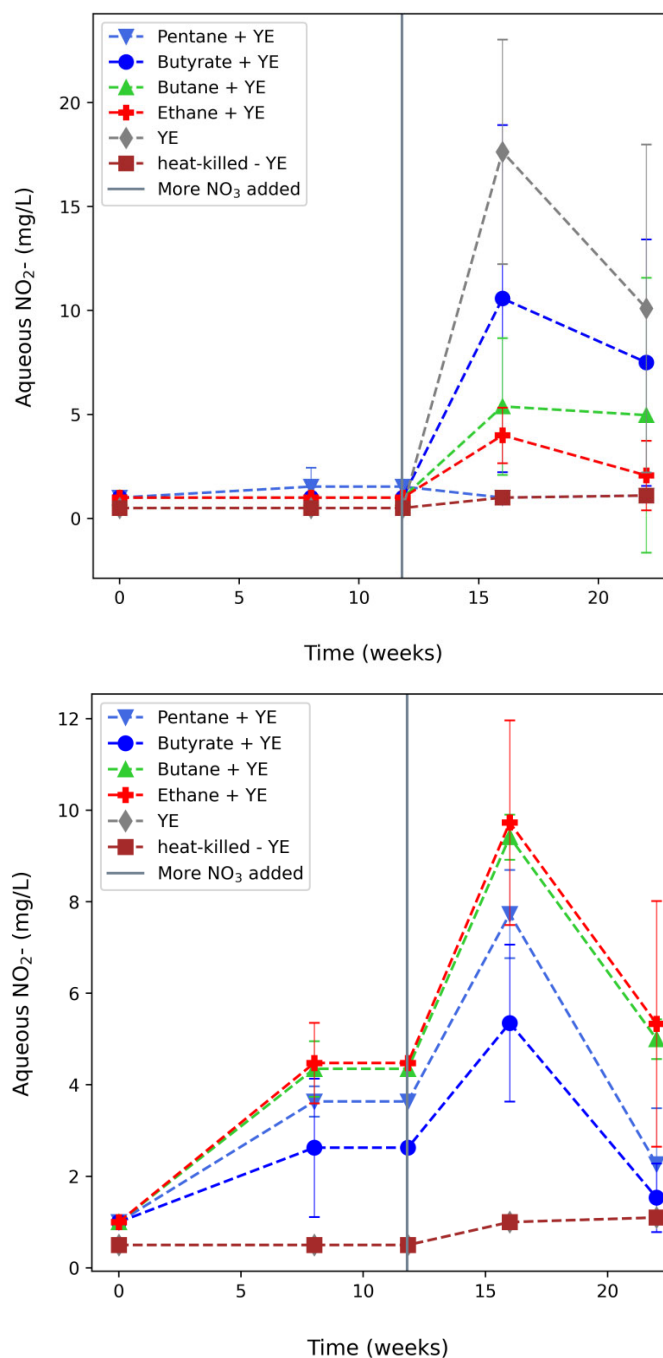 Pentane + YE
Butyrate + YE
Butane + YE
Ethane + YE
YE
heat-killed - YE
More NO₃ added
20
15
10
5
0
Aqueous NO₂- (mg/L)
0 5 10 15 20
Time (weeks)
Pentane + YE
Butyrate + YE
Butane + YE
Ethane + YE
YE
heat-killed - YE
More NO₃ added
12
10
8
6
4
2
0
Aqueous NO₂- (mg/L)
0 5 10 15 20
Time (weeks)